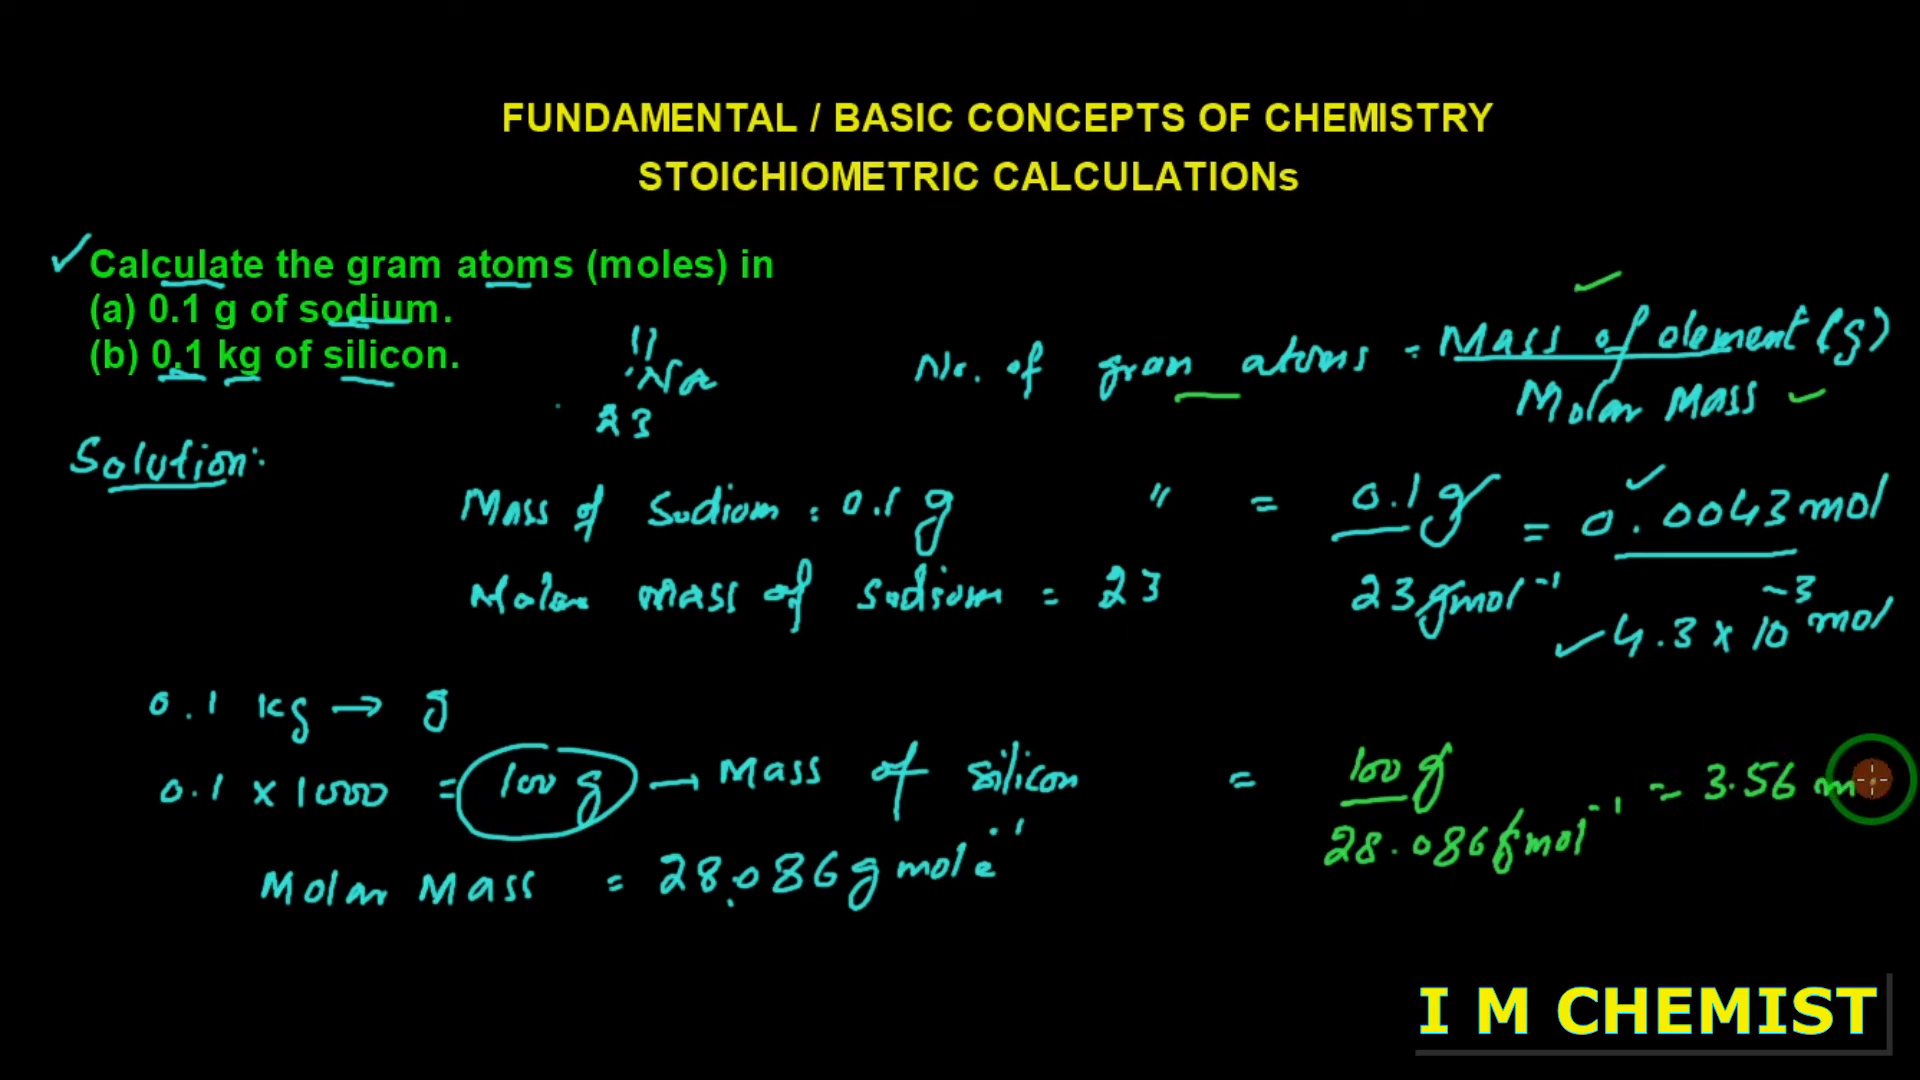 FUNDAMENTAL / BASIC CONCEPTS OF CHEMISTRY
STOICHIOMETRIC CALCULATIONs
Calculate the gram atoms (moles) in
(a) 0.1 g of sodium.
(b) 0.1 kg of silicon.
11
Na
23
No. of gram atoms = Mass of element (g)
Molar Mass
Solution:
Mass of Sodium = 0.1 g
" = 0.1 g = 0.0043 mol
Molar mass of sodium = 23
23 g mol⁻¹
4.3 x 10⁻³ mol
0.1 kg → g
0.1 x 1000 = 100 g → Mass of silicon = 100 g = 3.56 m
28.086 g mol⁻¹
Molar Mass = 28.086 g mole⁻¹
I M CHEMIST